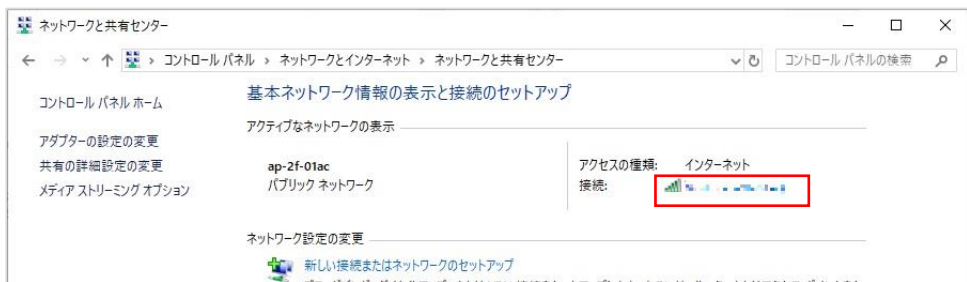 ネットワークと共有センター
コントロール パネル › ネットワークとインターネット › ネットワークと共有センター
コントロール パネルの検索
コントロール パネル ホーム
アダプターの設定の変更
共有の詳細設定の変更
メディア ストリーミング オプション
基本ネットワーク情報の表示と接続のセットアップ
アクティブなネットワークの表示
ap-2f-01ac
パブリック ネットワーク
アクセスの種類: インターネット
接続:
ネットワーク設定の変更
新しい接続またはネットワークのセットアップ